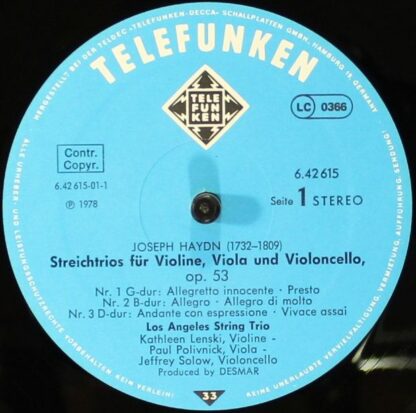 HERGESTELLT BEI DER TELDEC »TELEFUNKEN-DECCA« SCHALLPLATTEN GMBH, HAMBURG 19 GERMANY
TELEFUNKEN
TELE
FUN
KEN
LC 0366
Contr.
Copyr.
6.42615-01-1
℗ 1978
6.42615
Seite 1 STEREO
JOSEPH HAYDN (1732–1809)
Streichtrios für Violine, Viola und Violoncello,
op. 53
Nr. 1 G-dur: Allegretto innocente · Presto
Nr. 2 B-dur: Allegro · Allegro di molto
Nr. 3 D-dur: Andante con espressione · Vivace assai
Los Angeles String Trio
Kathleen Lenski, Violine -
Paul Polivnick, Viola -
Jeffrey Solow, Violoncello
Produced by DESMAR
33
ALLE URHEBER- UND LEISTUNGSSCHUTZRECHTE VORBEHALTEN KEIN VERLEIH!
KEINE UNERLAUBTE VERVIELFÄLTIGUNG, VERMIETUNG, AUFFÜHRUNG, SENDUNG!